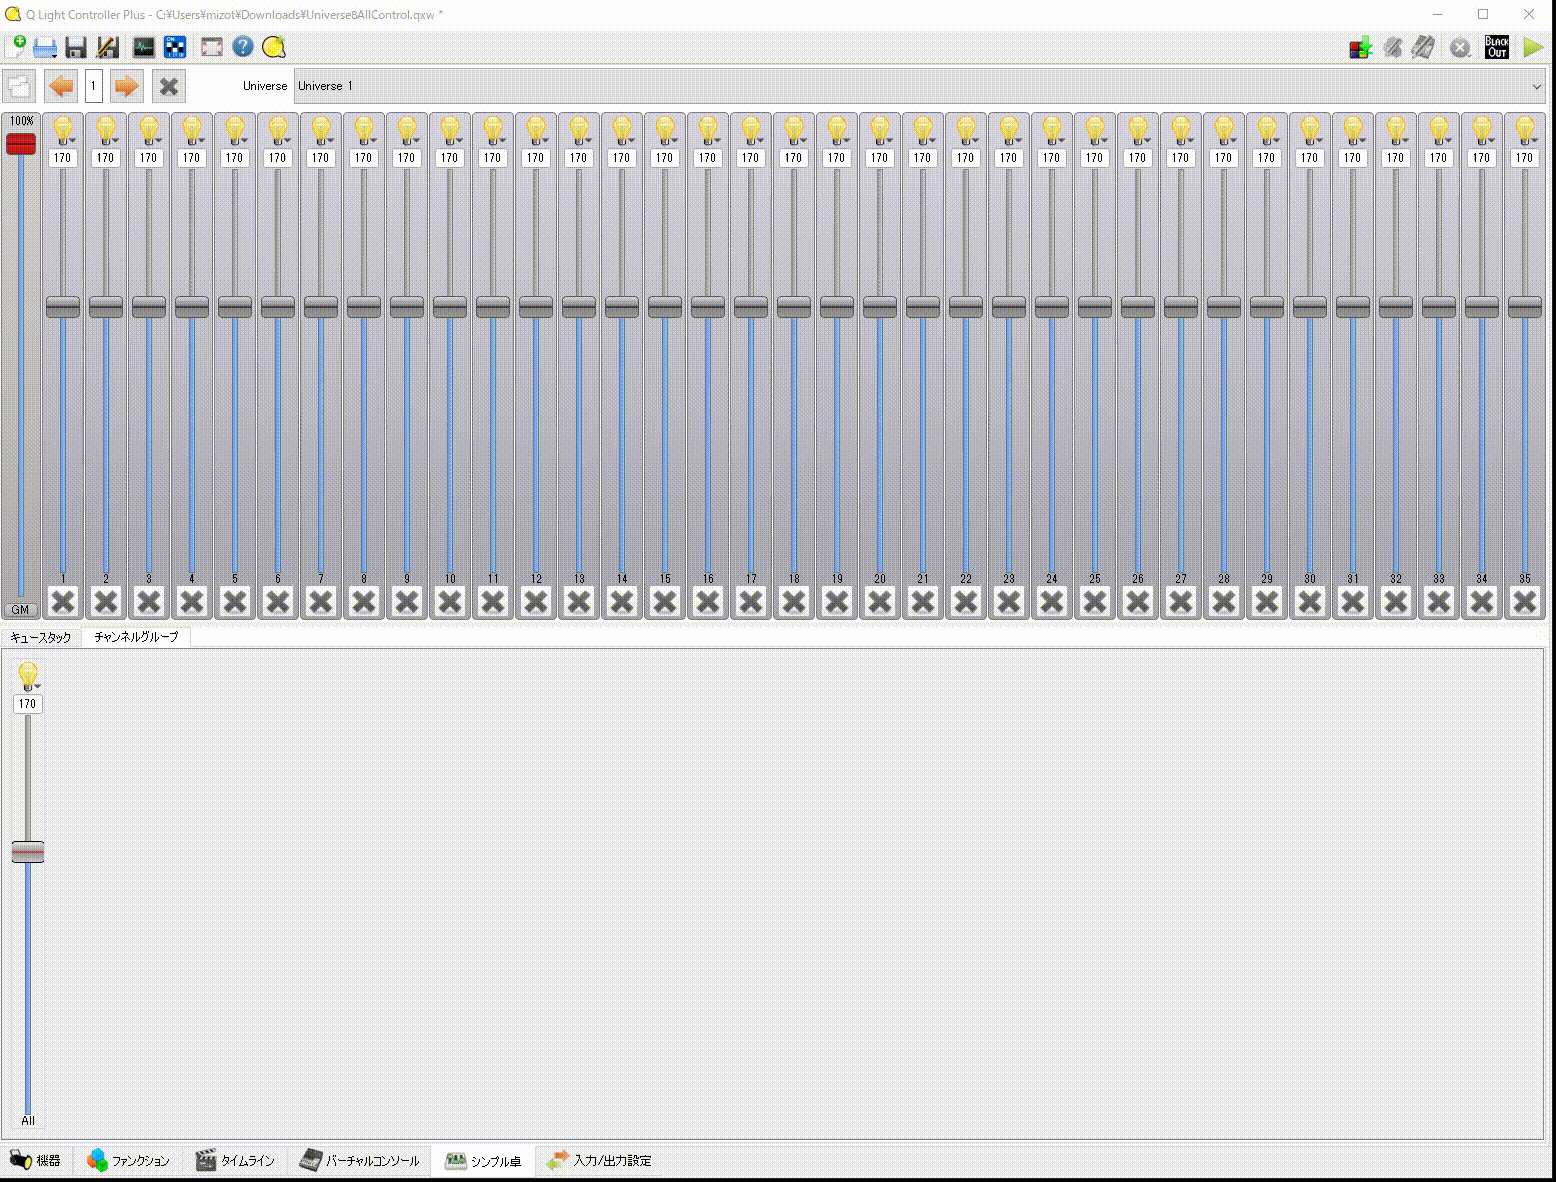 Q Light Controller Plus - C:¥Users¥mizot¥Downloads¥Universe8AllControl.qxw *
ON
BLACK OUT
1
Universe
Universe 1
100%
170 170 170 170 170 170 170 170 170 170 170 170 170 170 170 170 170 170 170 170 170 170 170 170 170 170 170 170 170 170 170 170 170 170 170
1 2 3 4 5 6 7 8 9 10 11 12 13 14 15 16 17 18 19 20 21 22 23 24 25 26 27 28 29 30 31 32 33 34 35
GM
キュースタック
チャンネルグループ
170
All
機器
ファンクション
タイムライン
バーチャルコンソール
シンプル卓
入力/出力設定